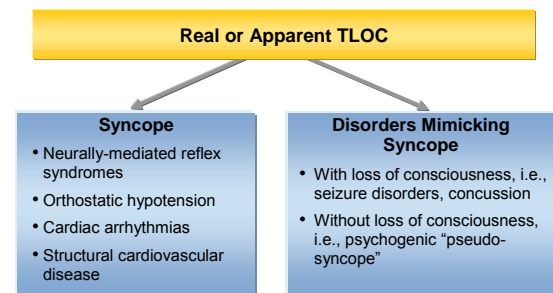 Real or Apparent TLOC
Syncope
• Neurally-mediated reflex
syndromes
• Orthostatic hypotension
• Cardiac arrhythmias
• Structural cardiovascular
disease
Disorders Mimicking
Syncope
• With loss of consciousness, i.e.,
seizure disorders, concussion
• Without loss of consciousness,
i.e., psychogenic “pseudo-
syncope”